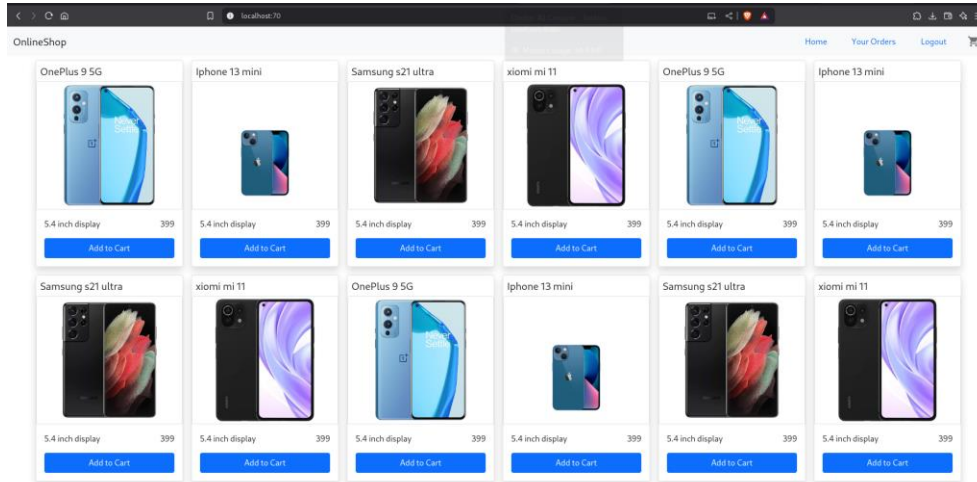 localhost:70
OnlineShop Home Your Orders Logout
OnePlus 9 5G Iphone 13 mini Samsung s21 ultra xiomi mi 11 OnePlus 9 5G Iphone 13 mini
Never
Settle
Never
Settle
5.4 inch display 399 5.4 inch display 399 5.4 inch display 399 5.4 inch display 399 5.4 inch display 399 5.4 inch display 399
Add to Cart Add to Cart Add to Cart Add to Cart Add to Cart Add to Cart
Samsung s21 ultra xiomi mi 11 OnePlus 9 5G Iphone 13 mini Samsung s21 ultra xiomi mi 11
Never
Settle
5.4 inch display 399 5.4 inch display 399 5.4 inch display 399 5.4 inch display 399 5.4 inch display 399 5.4 inch display 399
Add to Cart Add to Cart Add to Cart Add to Cart Add to Cart Add to Cart